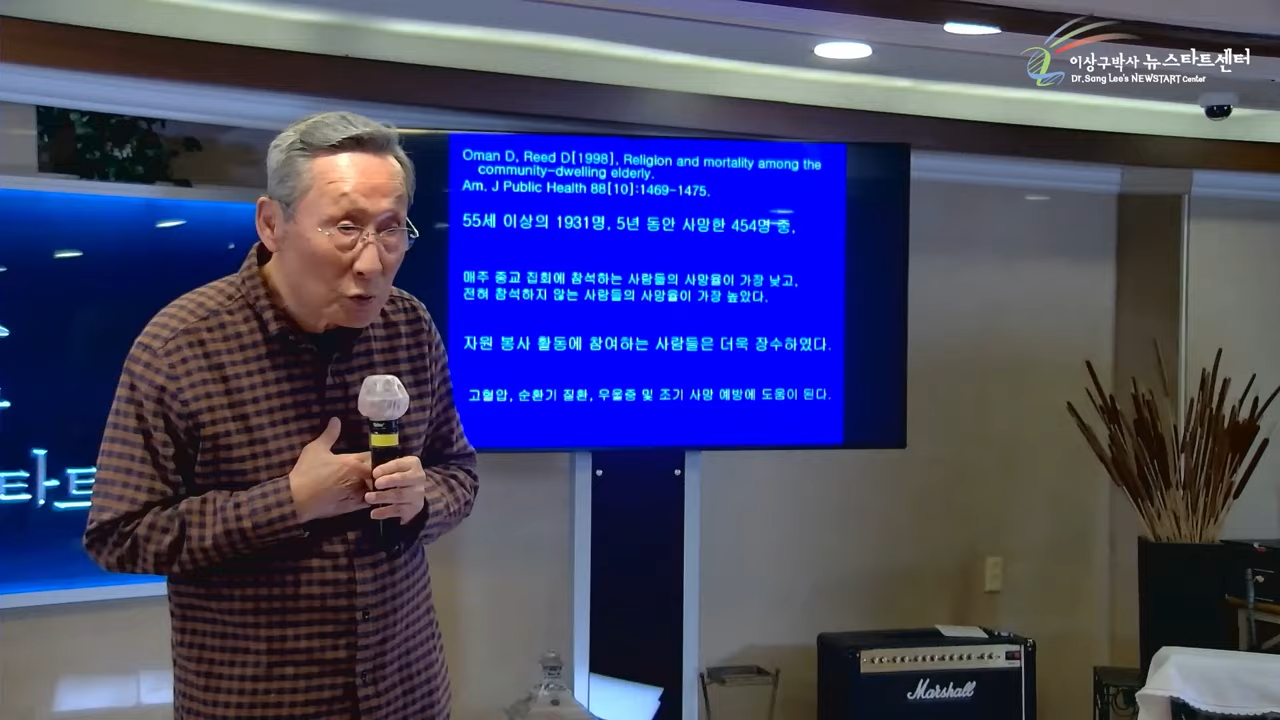 이상구박사 뉴스타트센터
Dr. Sang Lee's NEWSTART Center
Oman D, Reed D[1998], Religion and mortality among the
community-dwelling elderly.
Am. J Public Health 88[10]:1469-1475.
55세 이상의 1931명, 5년 동안 사망한 454명 중,
매주 종교 집회에 참석하는 사람들의 사망율이 가장 낮고,
전혀 참석하지 않는 사람들의 사망율이 가장 높았다.
자원 봉사 활동에 참여하는 사람들은 더욱 장수하였다.
고혈압, 순환기 질환, 우울증 및 조기 사망 예방에 도움이 된다.
타트
Marshall